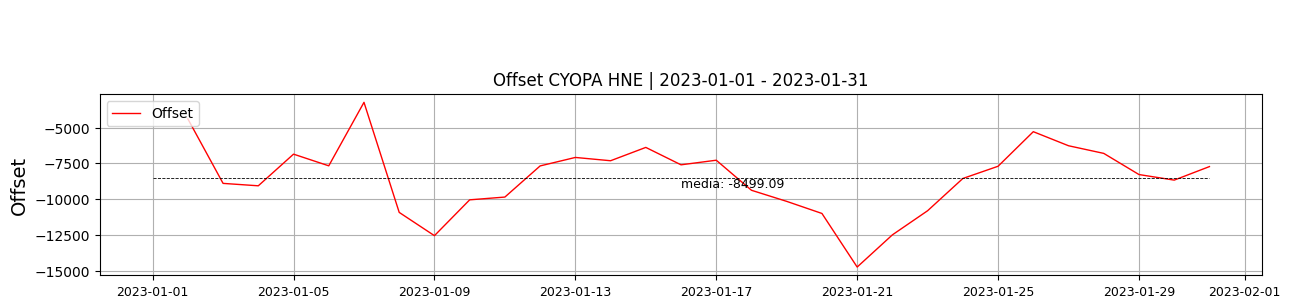 Offset CYOPA HNE | 2023-01-01 - 2023-01-31
Offset
Offset
−5000
−7500
−10000
−12500
−15000
media: -8499.09
2023-01-01 2023-01-05 2023-01-09 2023-01-13 2023-01-17 2023-01-21 2023-01-25 2023-01-29 2023-02-01